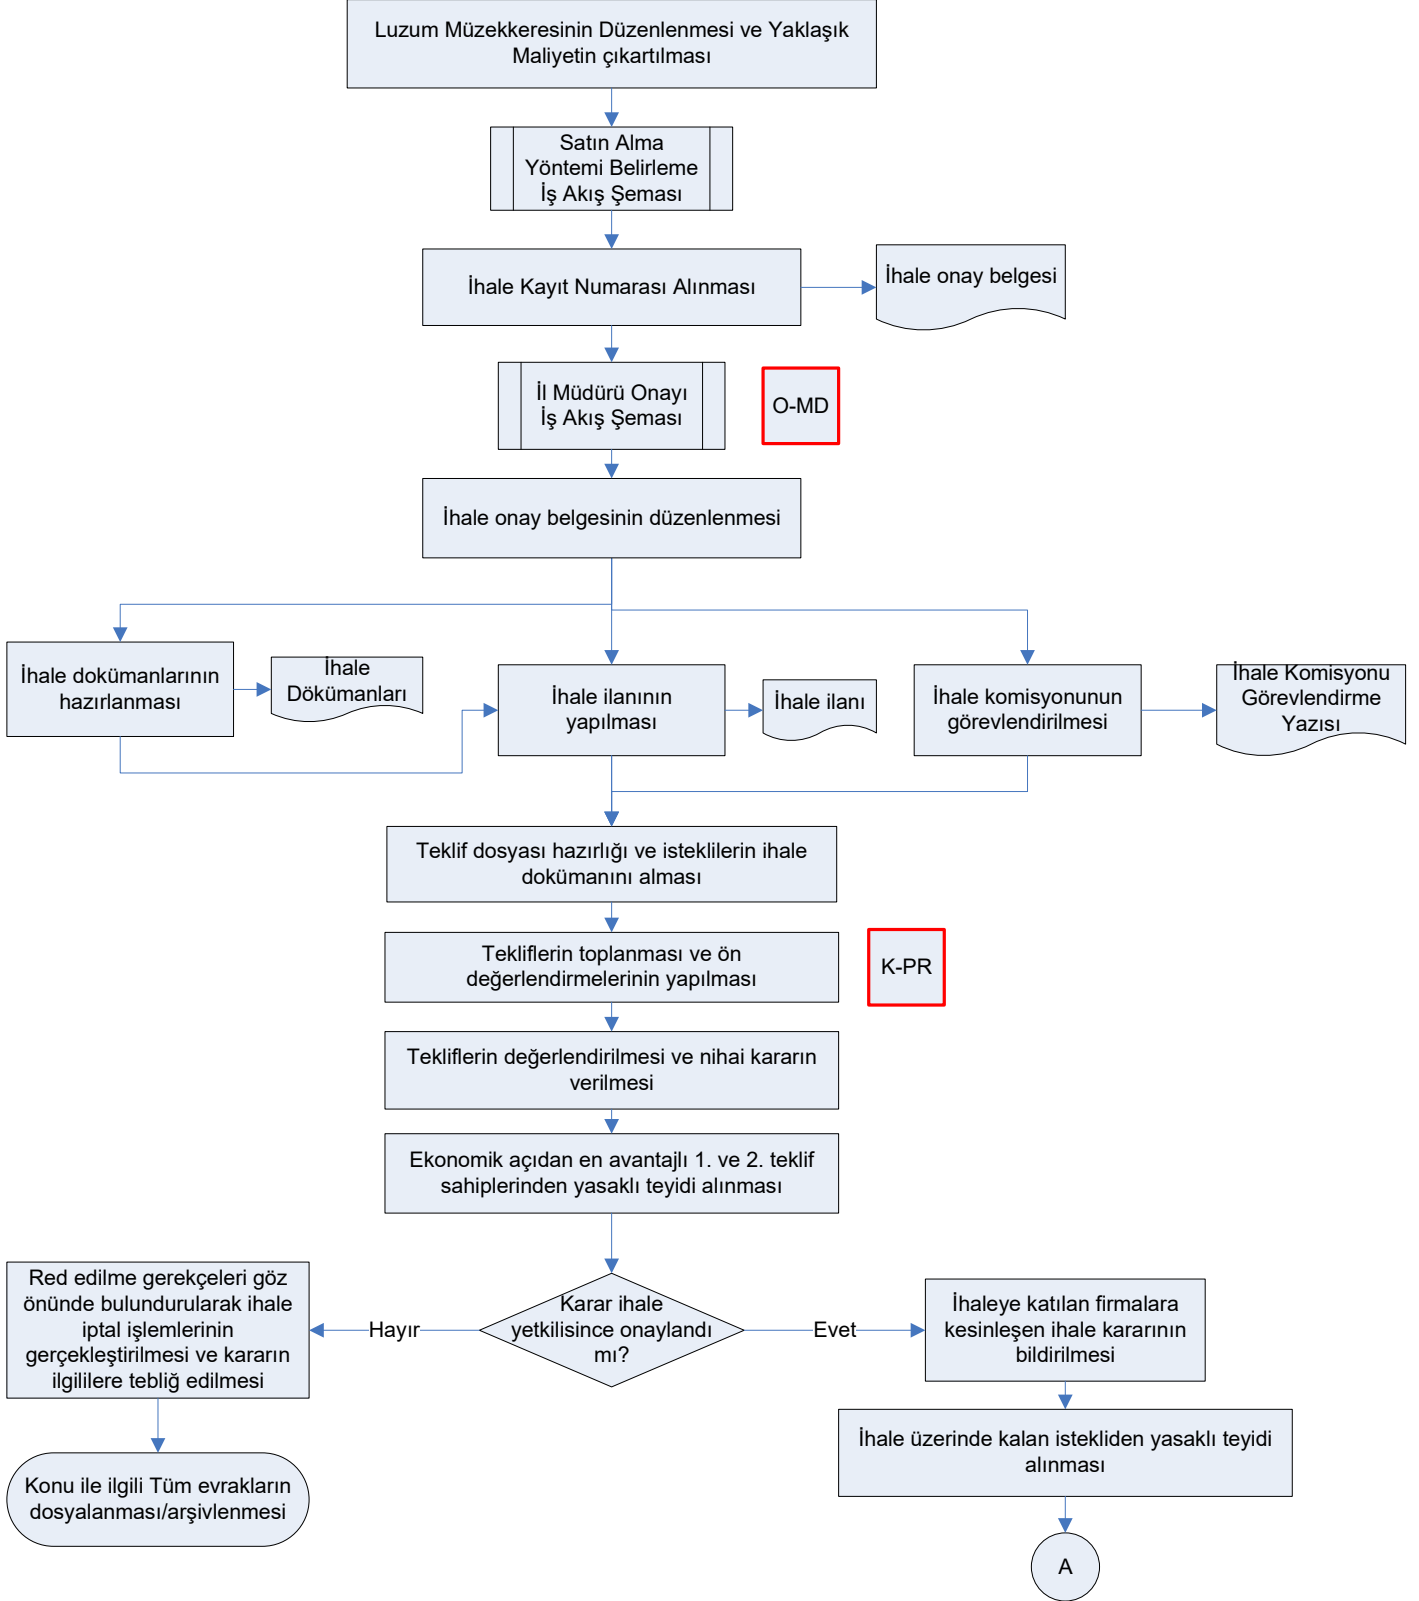 Luzum Müzekkeresinin Düzenlenmesi ve Yaklaşık
Maliyetin çıkartılması
Satın Alma
Yöntemi Belirleme
İş Akış Şeması
İhale Kayıt Numarası Alınması
İhale onay belgesi
İl Müdürü Onayı
İş Akış Şeması
O-MD
İhale onay belgesinin düzenlenmesi
İhale dokümanlarının
hazırlanması
İhale
Dökümanları
İhale ilanının
yapılması
İhale ilanı
İhale komisyonunun
görevlendirilmesi
İhale Komisyonu
Görevlendirme
Yazısı
Teklif dosyası hazırlığı ve isteklilerin ihale
dokümanını alması
Tekliflerin toplanması ve ön
değerlendirmelerinin yapılması
K-PR
Tekliflerin değerlendirilmesi ve nihai kararın
verilmesi
Ekonomik açıdan en avantajlı 1. ve 2. teklif
sahiplerinden yasaklı teyidi alınması
Red edilme gerekçeleri göz
önünde bulundurularak ihale
iptal işlemlerinin
gerçekleştirilmesi ve kararın
ilgililere tebliğ edilmesi
Hayır
Karar ihale
yetkilisince onaylandı
mı?
Evet
İhaleye katılan firmalara
kesinleşen ihale kararının
bildirilmesi
İhale üzerinde kalan istekliden yasaklı teyidi
alınması
Konu ile ilgili Tüm evrakların
dosyalanması/arşivlenmesi
A